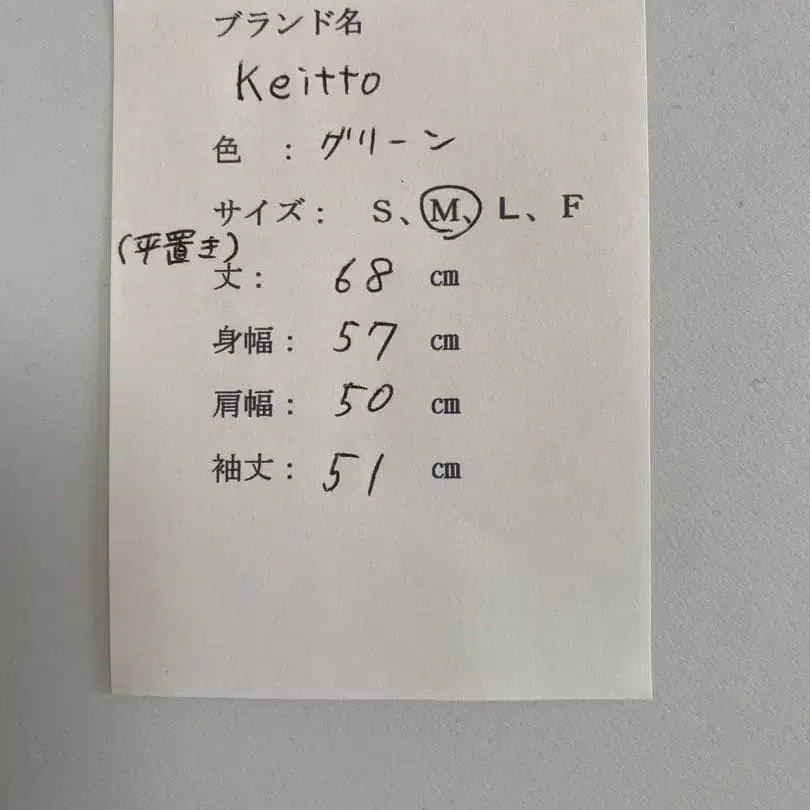 ブランド名
Keitto
色　：グリーン
サイズ：　S、M、L、F
(平置き)
丈：　68　cm
身幅：　57　cm
肩幅：　50　cm
袖丈：　51　cm